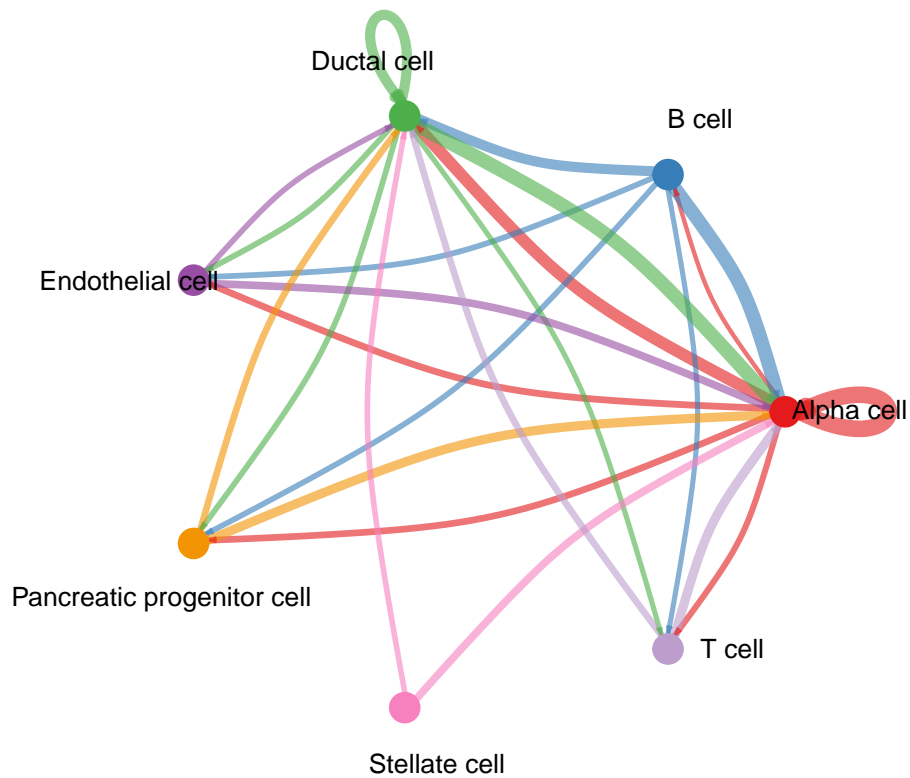 Ductal cell
B cell
Endothelial cell
Alpha cell
Pancreatic progenitor cell
T cell
Stellate cell